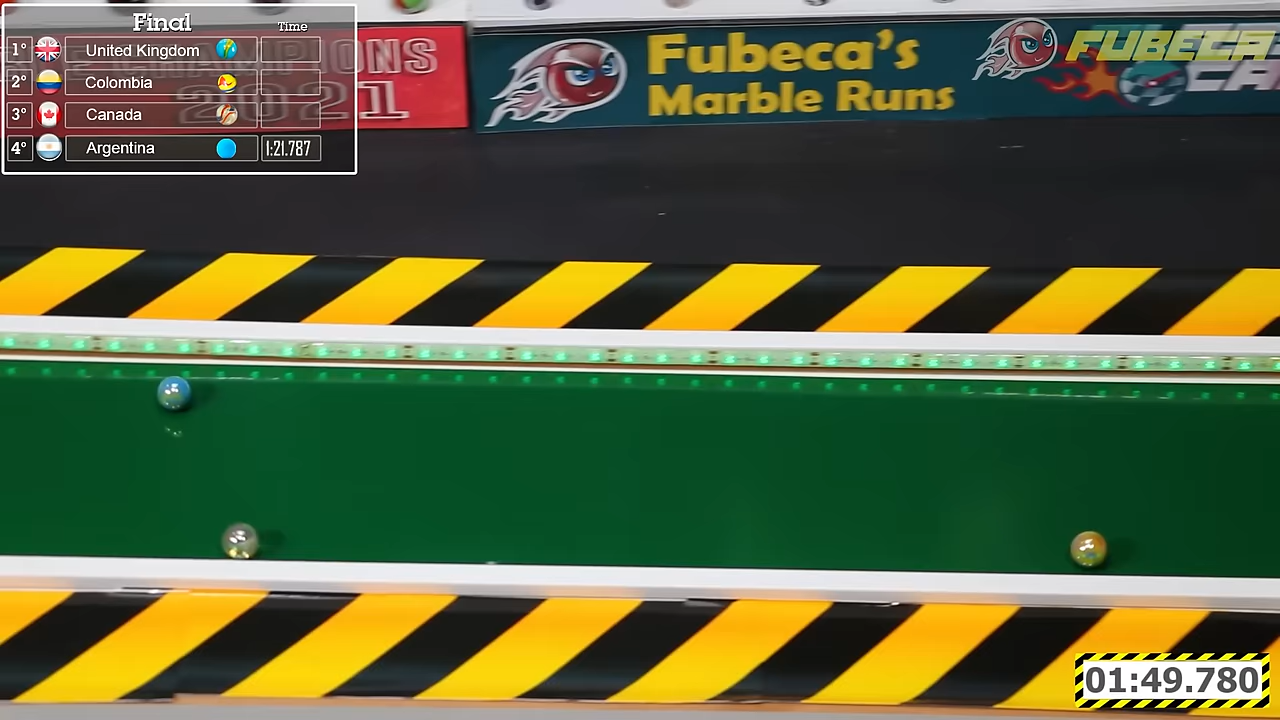 Final
Time
1° United Kingdom
2° Colombia
3° Canada
4° Argentina 1:21.787
CHAMPIONS
2021
Fubeca's
Marble Runs
FUBECA
01:49.780